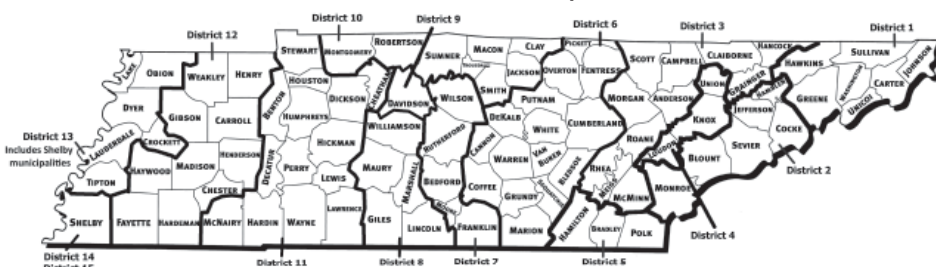 District 9
District 10
District 6
District 3
District 1
District 12
STEWART
MONTGOMERY
ROBERTSON
SUMNER
MACON
CLAY
PICKETT
SCOTT
CAMPBELL
CLAIBORNE
HANCOCK
HAWKINS
SULLIVAN
JOHNSON
LAKE
OBION
WEAKLEY
HENRY
HOUSTON
CHEATHAM
JACKSON
OVERTON
FENTRESS
UNION
GRAINGER
HAMBLEN
GREENE
WASHINGTON
CARTER
UNICOI
DYER
GIBSON
CARROLL
BENTON
DICKSON
HUMPHREYS
DAVIDSON
WILSON
SMITH
PUTNAM
MORGAN
ANDERSON
KNOX
JEFFERSON
COCKE
District 13
Includes Shelby
municipalities
LAUDERDALE
CROCKETT
HICKMAN
WILLIAMSON
RUTHERFORD
CANNON
DEKALB
WHITE
CUMBERLAND
ROANE
LOUDON
BLOUNT
SEVIER
District 2
TIPTON
HAYWOOD
MADISON
HENDERSON
CHESTER
DECATUR
PERRY
LEWIS
MAURY
MARSHALL
BEDFORD
COFFEE
WARREN
VAN
BUREN
BLEDSOE
RHEA
MEIGS
McMINN
MONROE
SHELBY
FAYETTE
HARDEMAN
McNAIRY
HARDIN
WAYNE
LAWRENCE
GILES
LINCOLN
MOORE
FRANKLIN
GRUNDY
MARION
HAMILTON
BRADLEY
POLK
District 4
District 14
District 15
District 11
District 8
District 7
District 5